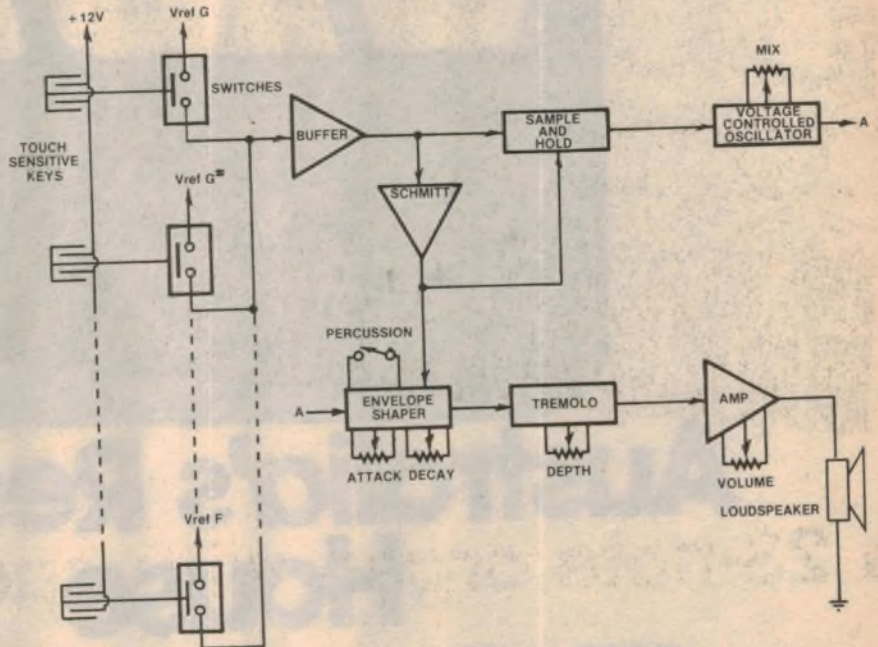 +12V
Vref G
SWITCHES
TOUCH
SENSITIVE
KEYS
Vref G#
Vref F
BUFFER
SCHMITT
SAMPLE
AND
HOLD
MIX
VOLTAGE
CONTROLLED
OSCILLATOR
A
PERCUSSION
A
ENVELOPE
SHAPER
ATTACK DECAY
TREMOLO
DEPTH
AMP
VOLUME
LOUDSPEAKER